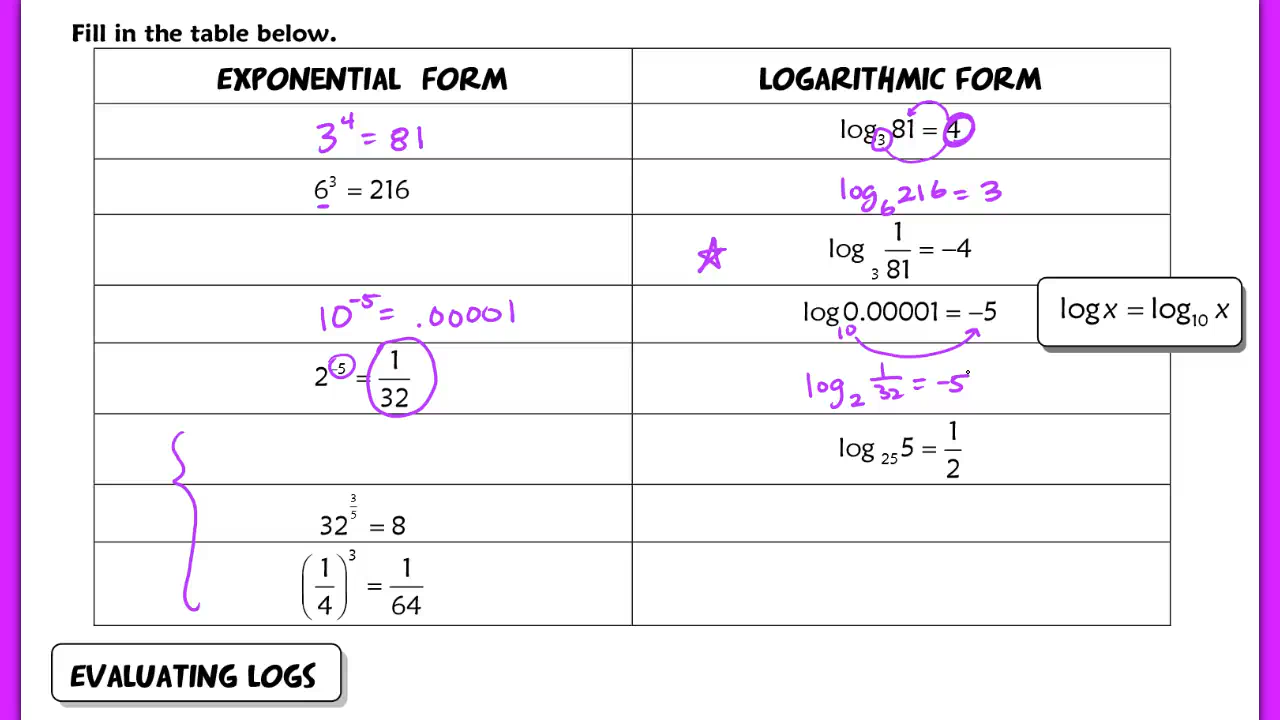 Fill in the table below.
EXPONENTIAL FORM LOGARITHMIC FORM
3⁴ = 81 log₃ 81 = 4
6³ = 216 log₆ 216 = 3
log₃ 1/81 = −4
10⁻⁵ = .00001 log 0.00001 = −5
10
log x = log₁₀ x
2⁻⁵ = 1/32 log₂ 1/32 = -5
log₂₅ 5 = 1/2
32^(3/5) = 8
(1/4)³ = 1/64
EVALUATING LOGS